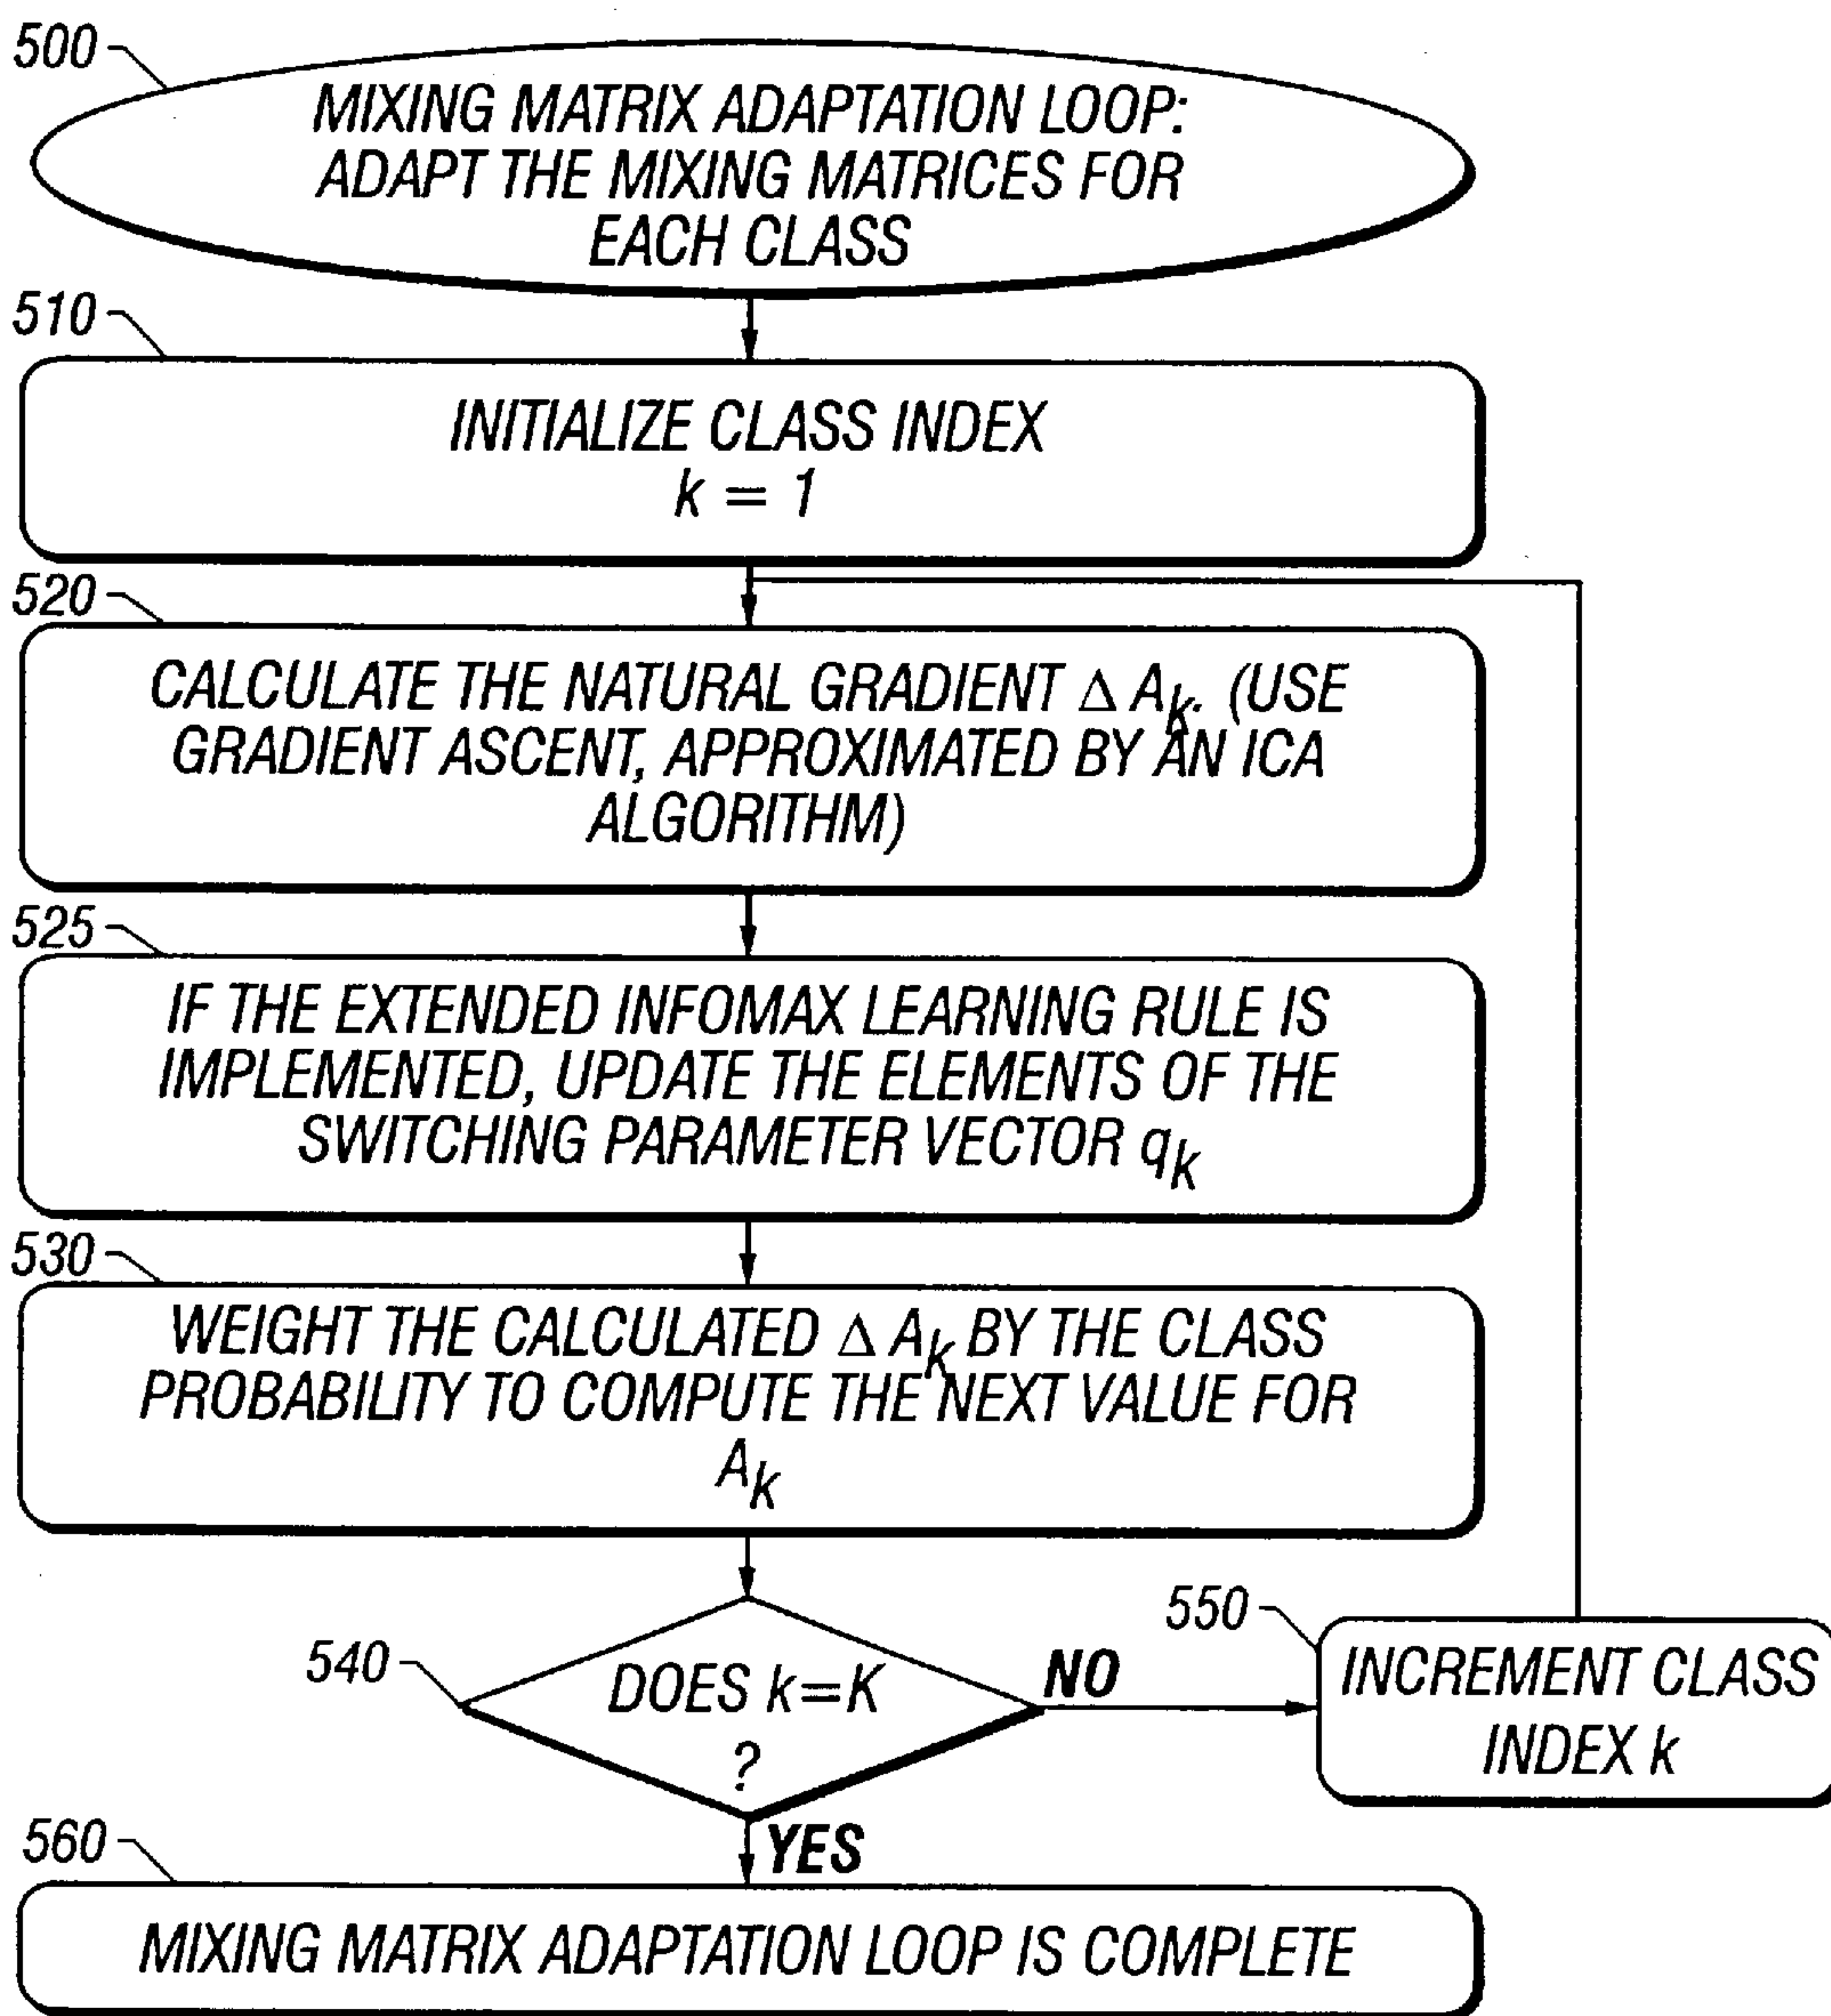 500
MIXING MATRIX ADAPTATION LOOP:
ADAPT THE MIXING MATRICES FOR
EACH CLASS
510
INITIALIZE CLASS INDEX
k = 1
520
CALCULATE THE NATURAL GRADIENT Δ Ak. (USE
GRADIENT ASCENT, APPROXIMATED BY AN ICA
ALGORITHM)
525
IF THE EXTENDED INFOMAX LEARNING RULE IS
IMPLEMENTED, UPDATE THE ELEMENTS OF THE
SWITCHING PARAMETER VECTOR qk
530
WEIGHT THE CALCULATED Δ Ak BY THE CLASS
PROBABILITY TO COMPUTE THE NEXT VALUE FOR
Ak
540
DOES k=K
?
NO
550
INCREMENT CLASS
INDEX k
YES
560
MIXING MATRIX ADAPTATION LOOP IS COMPLETE